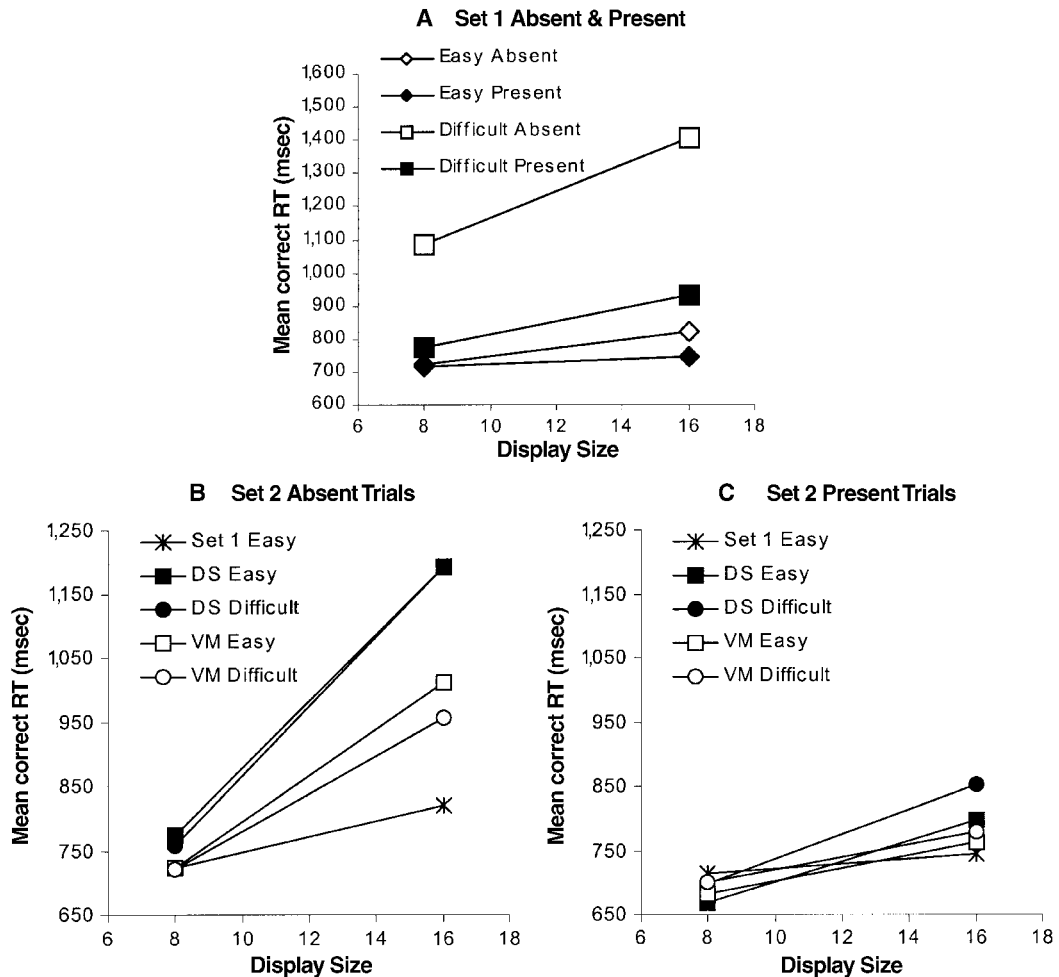 A Set 1 Absent & Present
Easy Absent
Easy Present
Difficult Absent
Difficult Present
Mean correct RT (msec)
1,600
1,500
1,400
1,300
1,200
1,100
1,000
900
800
700
600
6 8 10 12 14 16 18
Display Size
B Set 2 Absent Trials
Set 1 Easy
DS Easy
DS Difficult
VM Easy
VM Difficult
Mean correct RT (msec)
1,250
1,150
1,050
950
850
750
650
6 8 10 12 14 16 18
Display Size
C Set 2 Present Trials
Set 1 Easy
DS Easy
DS Difficult
VM Easy
VM Difficult
Mean correct RT (msec)
1,250
1,150
1,050
950
850
750
650
6 8 10 12 14 16 18
Display Size